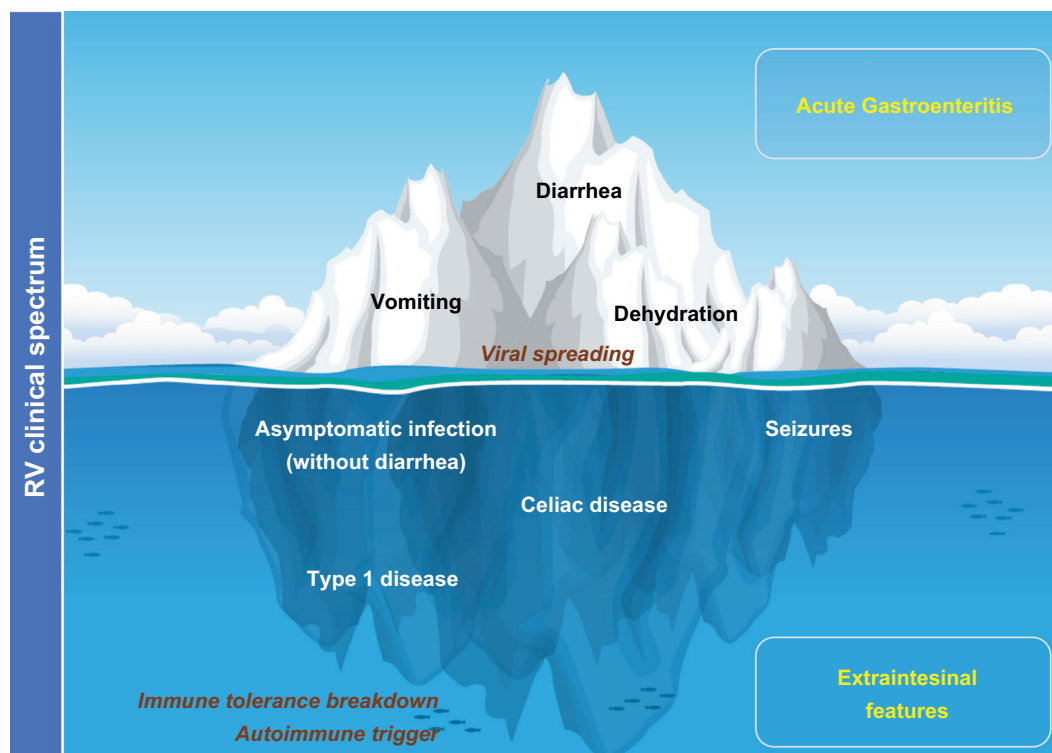 RV clinical spectrum
Acute Gastroenteritis
Diarrhea
Vomiting
Dehydration
Viral spreading
Asymptomatic infection
(without diarrhea)
Seizures
Celiac disease
Type 1 disease
Extraintesinal
features
Immune tolerance breakdown
Autoimmune trigger